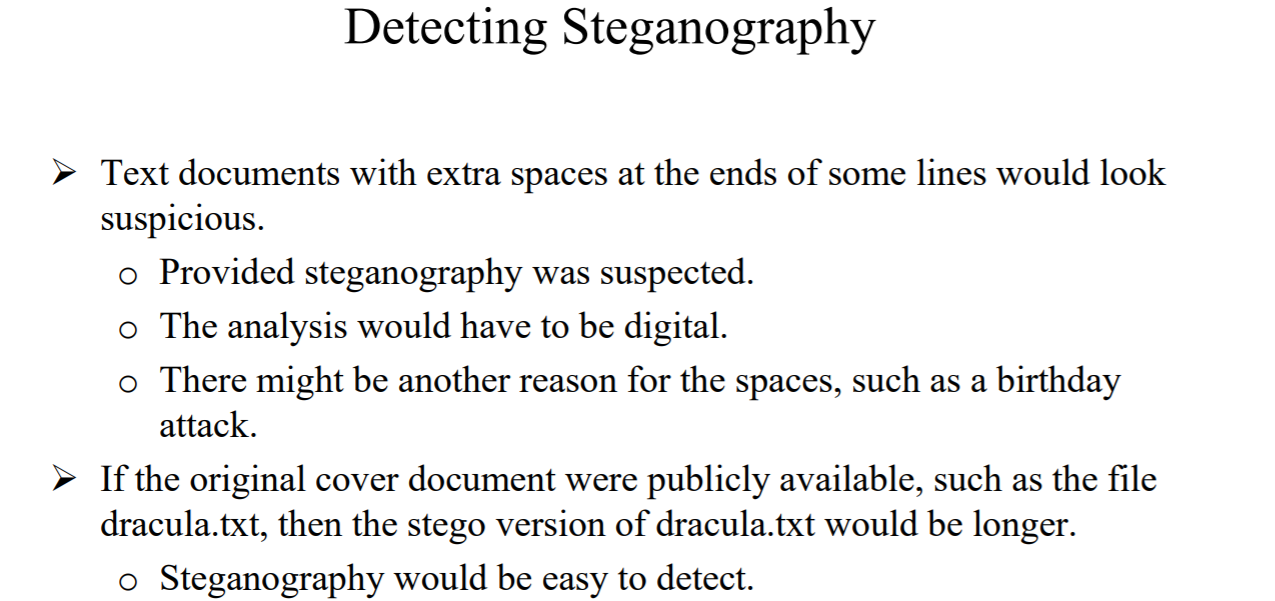 Detecting Steganography
➢ Text documents with extra spaces at the ends of some lines would look
suspicious.
o Provided steganography was suspected.
o The analysis would have to be digital.
o There might be another reason for the spaces, such as a birthday
attack.
➢ If the original cover document were publicly available, such as the file
dracula.txt, then the stego version of dracula.txt would be longer.
o Steganography would be easy to detect.